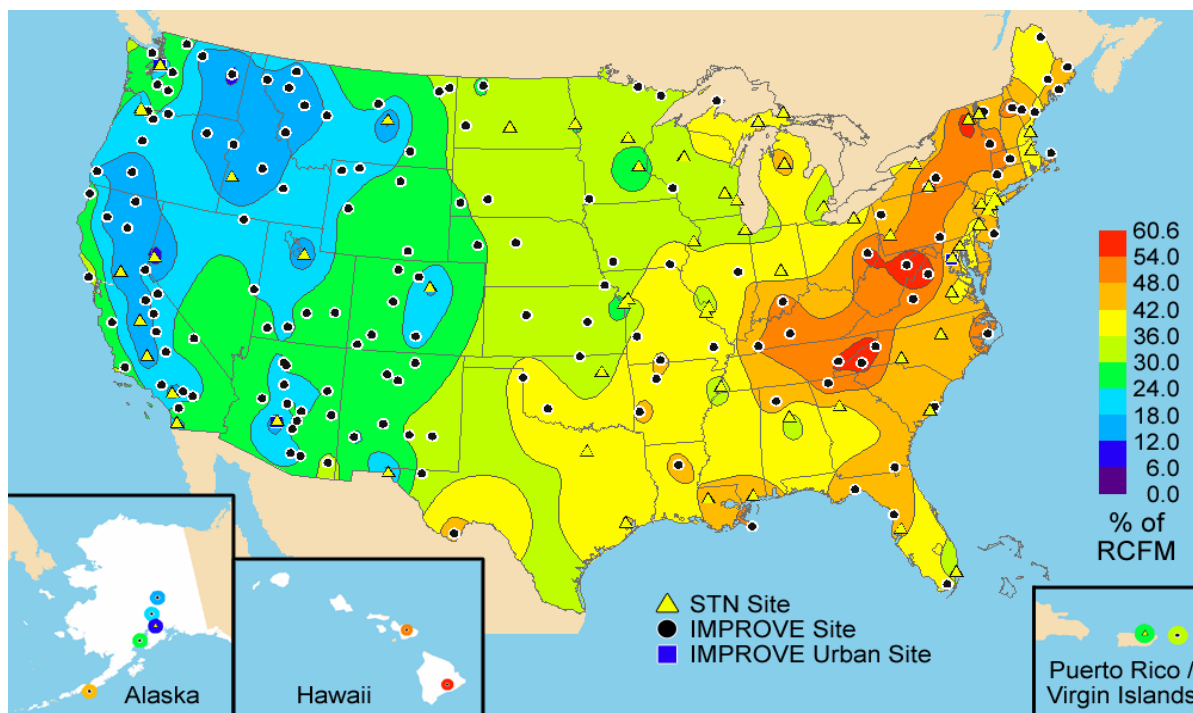 60.6
54.0
48.0
42.0
36.0
30.0
24.0
18.0
12.0
6.0
0.0
% of
RCFM
STN Site
IMPROVE Site
IMPROVE Urban Site
Alaska
Hawaii
Puerto Rico /
Virgin Islands